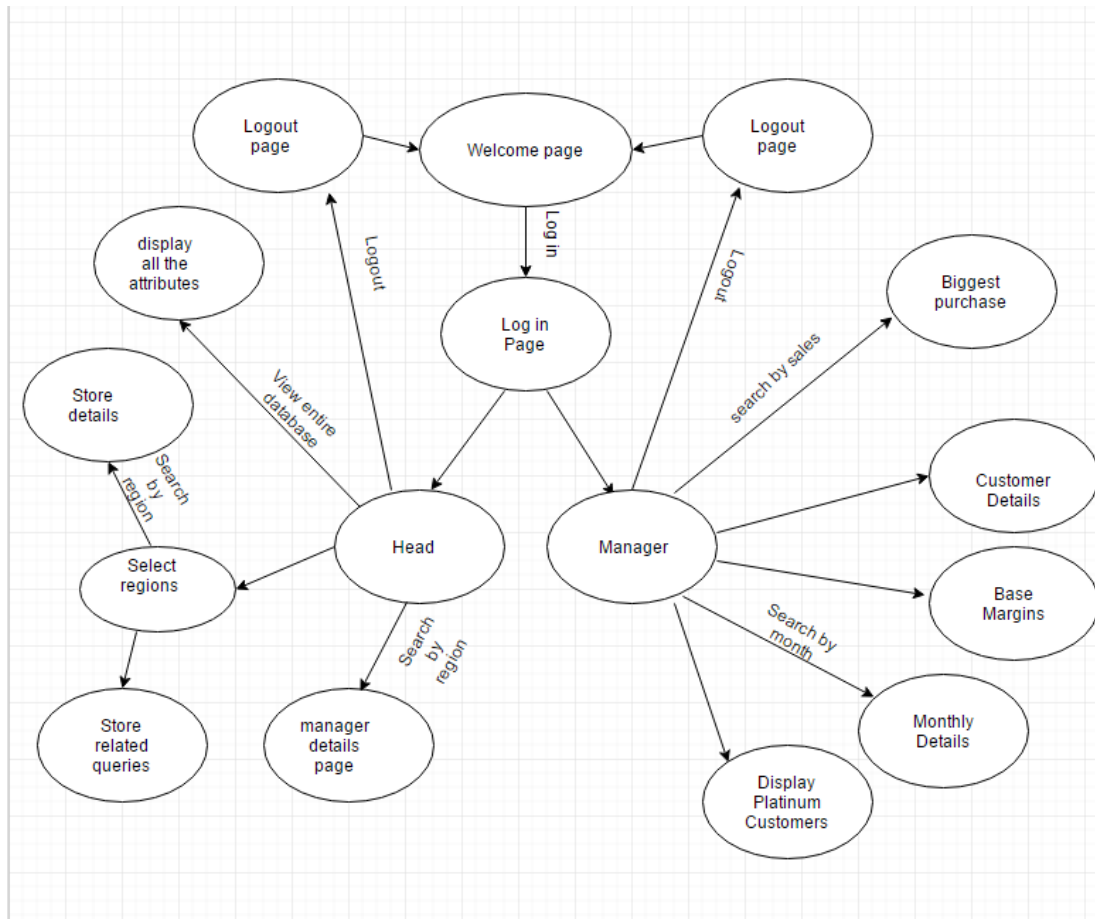 Logout
page
Welcome page
Logout
page
Log in
display
all the
attributes
Logout
Logout
Biggest
purchase
Log in
Page
search by sales
Store
details
View entire
database
Search
by
region
Customer
Details
Head
Manager
Select
regions
Base
Margins
Search
by
region
Search by
month
Store
related
queries
manager
details
page
Monthly
Details
Display
Platinum
Customers